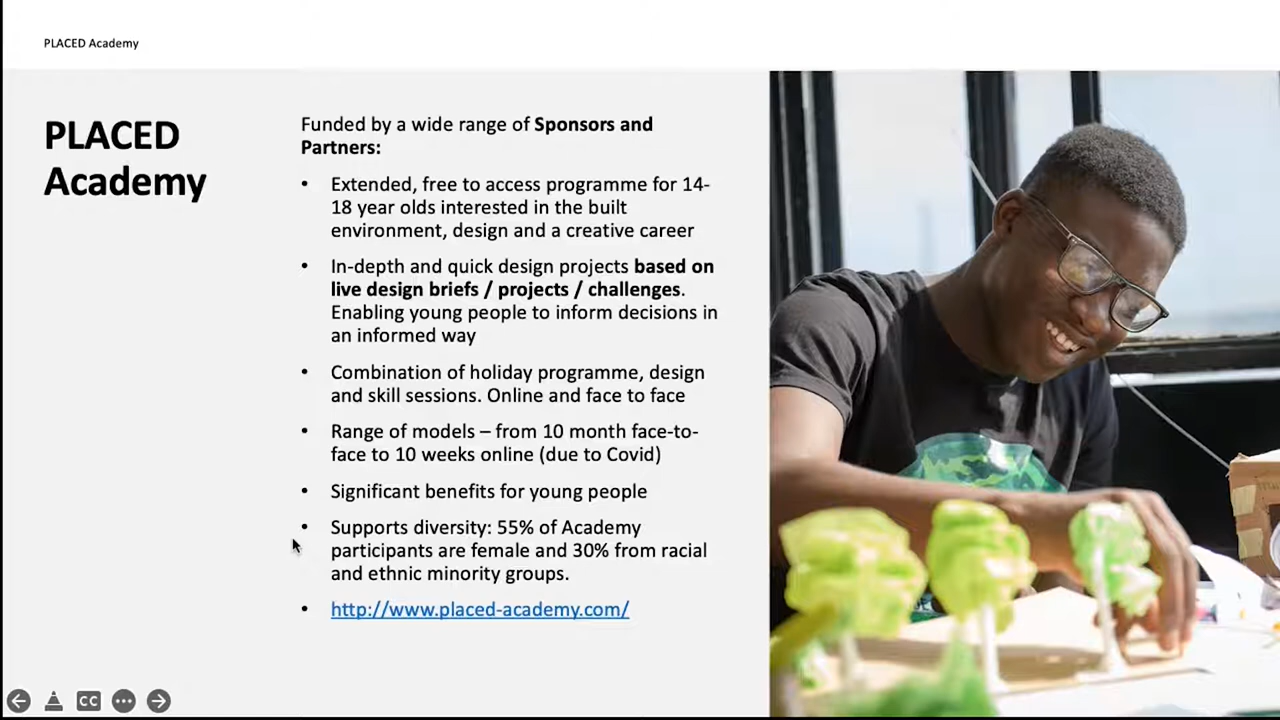 PLACED Academy
PLACED
Academy
Funded by a wide range of Sponsors and
Partners:
• Extended, free to access programme for 14-
18 year olds interested in the built
environment, design and a creative career
• In-depth and quick design projects based on
live design briefs / projects / challenges.
Enabling young people to inform decisions in
an informed way
• Combination of holiday programme, design
and skill sessions. Online and face to face
• Range of models – from 10 month face-to-
face to 10 weeks online (due to Covid)
• Significant benefits for young people
• Supports diversity: 55% of Academy
participants are female and 30% from racial
and ethnic minority groups.
• http://www.placed-academy.com/
CC